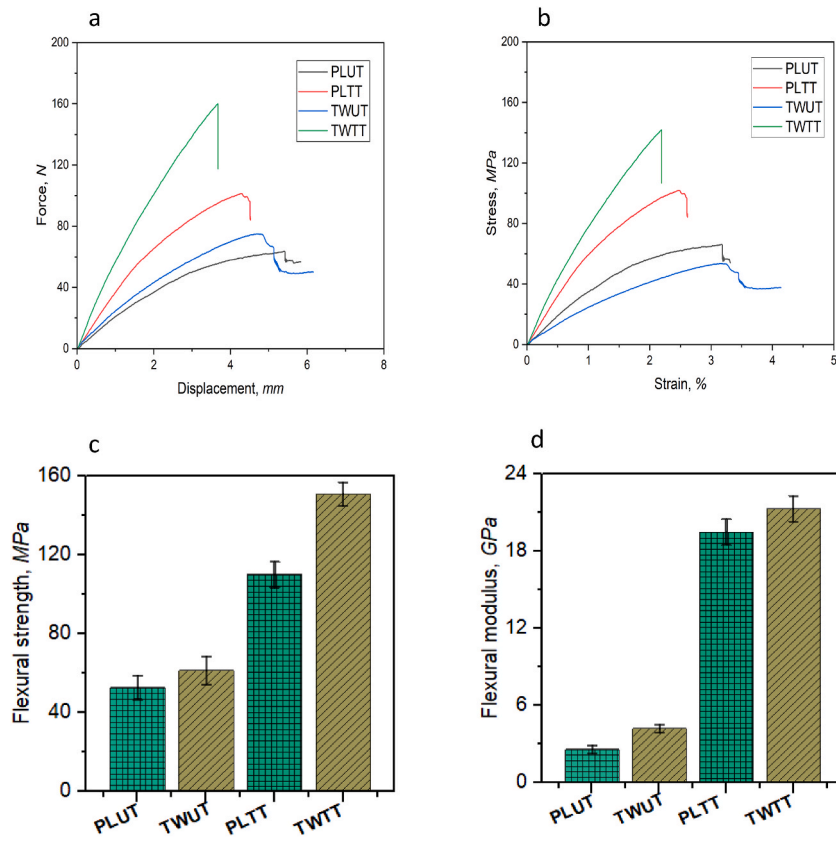 a
Force, N
200
160
120
80
40
0
0 2 4 6 8
Displacement, mm
PLUT
PLTT
TWUT
TWTT
b
Stress, MPa
200
160
120
80
40
0
0 1 2 3 4 5
Strain, %
PLUT
PLTT
TWUT
TWTT
c
Flexural strength, MPa
160
120
80
40
0
PLUT TWUT PLTT TWTT
d
Flexural modulus, GPa
24
18
12
6
0
PLUT TWUT PLTT TWTT